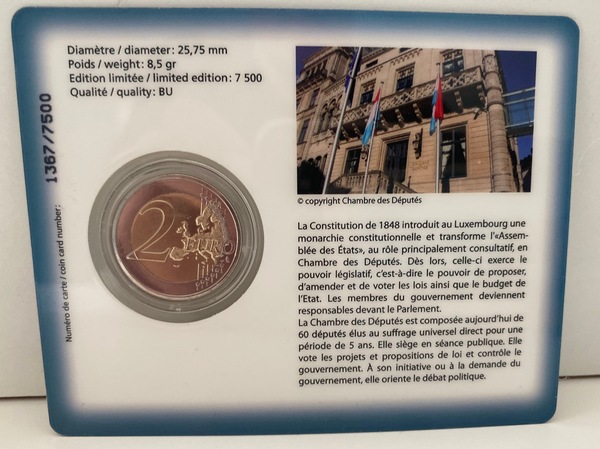 Diamètre / diameter: 25,75 mm
Poids / weight: 8,5 gr
Edition limitée / limited edition: 7 500
Qualité / quality: BU
Numéro de carte / coin card number:
1367/7500
2 EURO
© copyright Chambre des Députés
La Constitution de 1848 introduit au Luxembourg une
monarchie constitutionnelle et transforme l'«Assem-
blée des États», au rôle principalement consultatif, en
Chambre des Députés. Dès lors, celle-ci exerce le
pouvoir législatif, c'est-à-dire le pouvoir de proposer,
d'amender et de voter les lois ainsi que le budget de
l'Etat. Les membres du gouvernement deviennent
responsables devant le Parlement.
La Chambre des Députés est composée aujourd'hui de
60 députés élus au suffrage universel direct pour une
période de 5 ans. Elle siège en séance publique. Elle
vote les projets et propositions de loi et contrôle le
gouvernement. À son initiative ou à la demande du
gouvernement, elle oriente le débat politique.